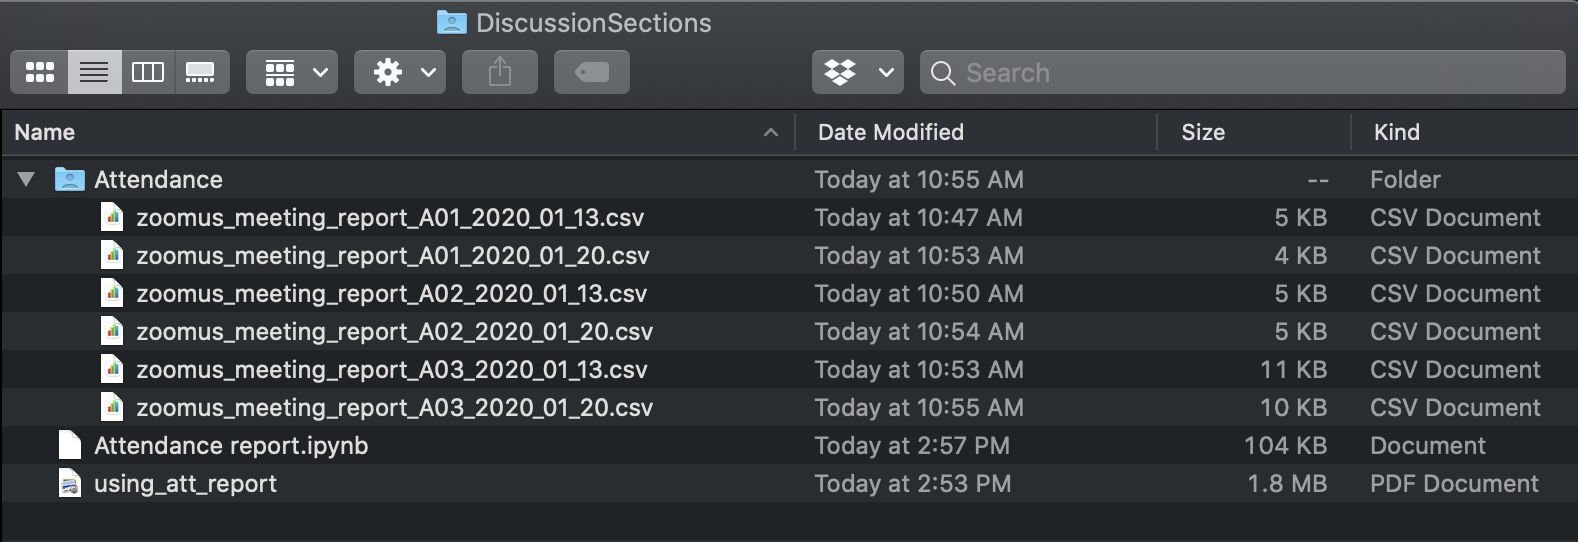 DiscussionSections
Search
Name Date Modified Size Kind
Attendance Today at 10:55 AM -- Folder
zoomus_meeting_report_A01_2020_01_13.csv Today at 10:47 AM 5 KB CSV Document
zoomus_meeting_report_A01_2020_01_20.csv Today at 10:53 AM 4 KB CSV Document
zoomus_meeting_report_A02_2020_01_13.csv Today at 10:50 AM 5 KB CSV Document
zoomus_meeting_report_A02_2020_01_20.csv Today at 10:54 AM 5 KB CSV Document
zoomus_meeting_report_A03_2020_01_13.csv Today at 10:53 AM 11 KB CSV Document
zoomus_meeting_report_A03_2020_01_20.csv Today at 10:55 AM 10 KB CSV Document
Attendance report.ipynb Today at 2:57 PM 104 KB Document
using_att_report Today at 2:53 PM 1.8 MB PDF Document